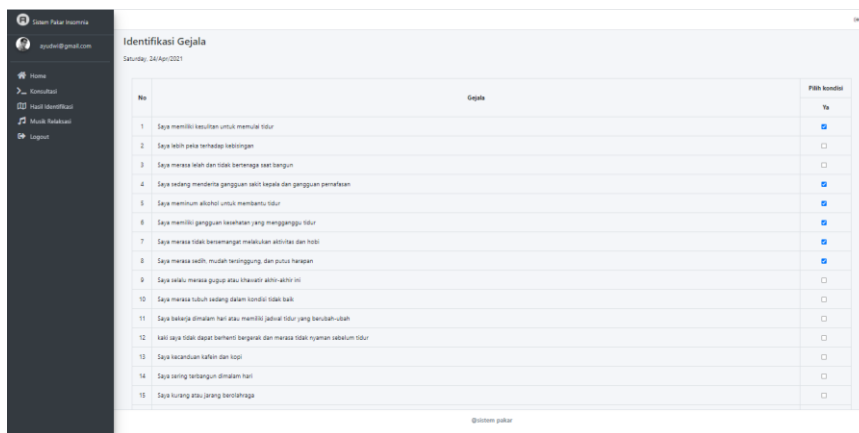 Sistem Pakar Insomnia
ayudwi@gmail.com
Home
Konsultasi
Hasil Identifikasi
Musik Relaksasi
Logout
Identifikasi Gejala
Saturday, 24/Apr/2021
No Gejala Pilih kondisi
Ya
1 Saya memiliki kesulitan untuk memulai tidur
2 Saya lebih peka terhadap kebisingan
3 Saya merasa lelah dan tidak bertenaga saat bangun
4 Saya sedang menderita gangguan sakit kepala dan gangguan pernafasan
5 Saya meminum alkohol untuk membantu tidur
6 Saya memiliki gangguan kesehatan yang mengganggu tidur
7 Saya merasa tidak bersemangat melakukan aktivitas dan hobi
8 Saya merasa sedih, mudah tersinggung, dan putus harapan
9 Saya selalu merasa gugup atau khawatir akhir-akhir ini
10 Saya merasa tubuh sedang dalam kondisi tidak baik
11 Saya bekerja dimalam hari atau memiliki jadwal tidur yang berubah-ubah
12 kaki saya tidak dapat berhenti bergerak dan merasa tidak nyaman sebelum tidur
13 Saya kecanduan kafein dan kopi
14 Saya sering terbangun dimalam hari
15 Saya kurang atau jarang berolahraga
@sistem pakar